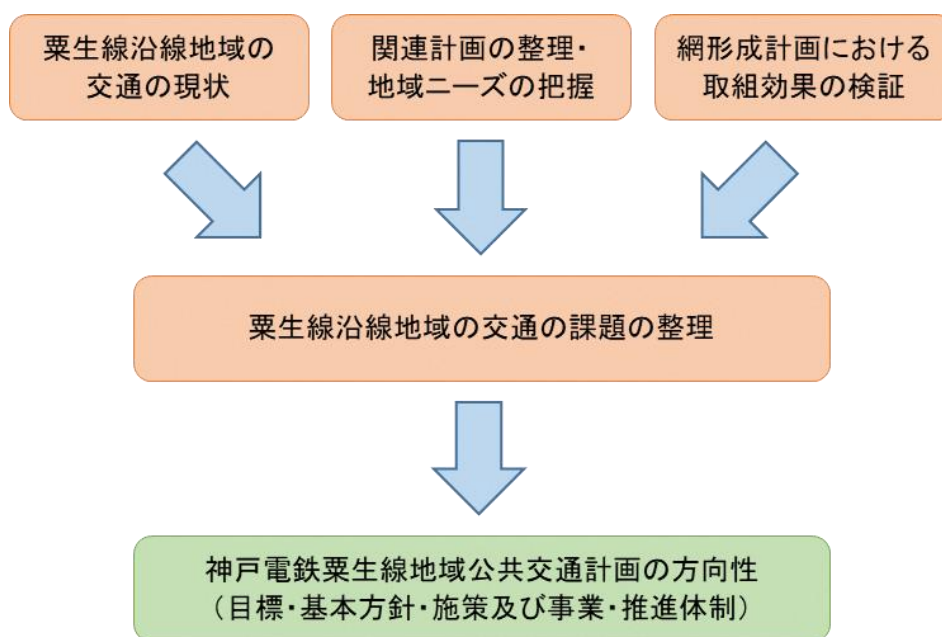 粟生線沿線地域の
交通の現状
関連計画の整理・
地域ニーズの把握
網形成計画における
取組効果の検証
粟生線沿線地域の交通の課題の整理
神戸電鉄粟生線地域公共交通計画の方向性
（目標・基本方針・施策及び事業・推進体制）